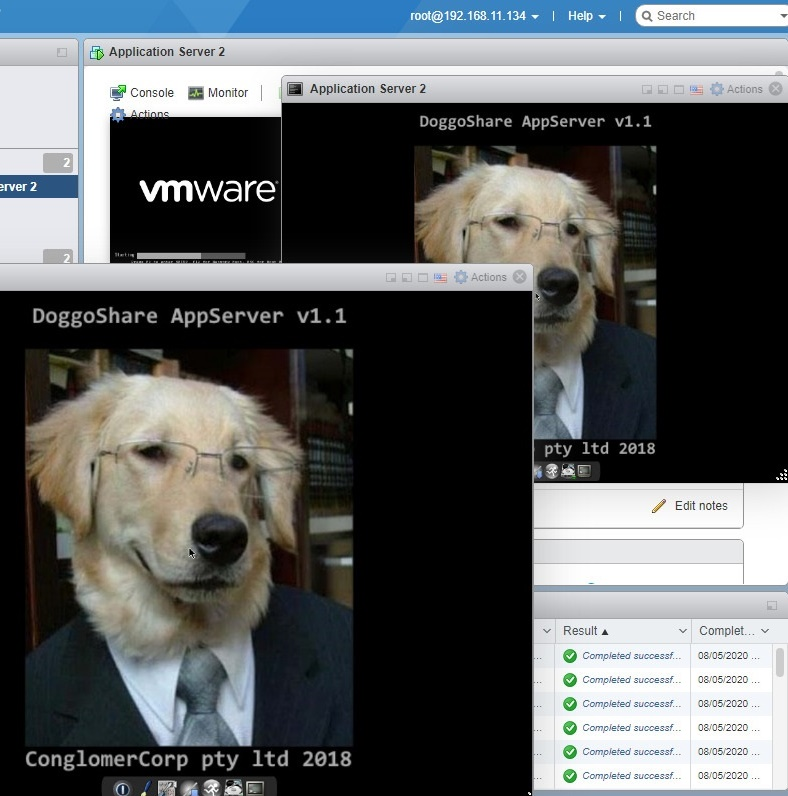 root@192.168.11.134
Help
Search
Application Server 2
Console
Monitor
Actions
Application Server 2
Actions
DoggoShare AppServer v1.1
2
erver 2
vmware
2
Actions
DoggoShare AppServer v1.1
pty ltd 2018
Edit notes
Result
Complet...
... Completed successf... 08/05/2020 ...
... Completed successf... 08/05/2020 ...
... Completed successf... 08/05/2020 ...
... Completed successf... 08/05/2020 ...
... Completed successf... 08/05/2020 ...
... Completed successf... 08/05/2020 ...
ConglomerCorp pty ltd 2018